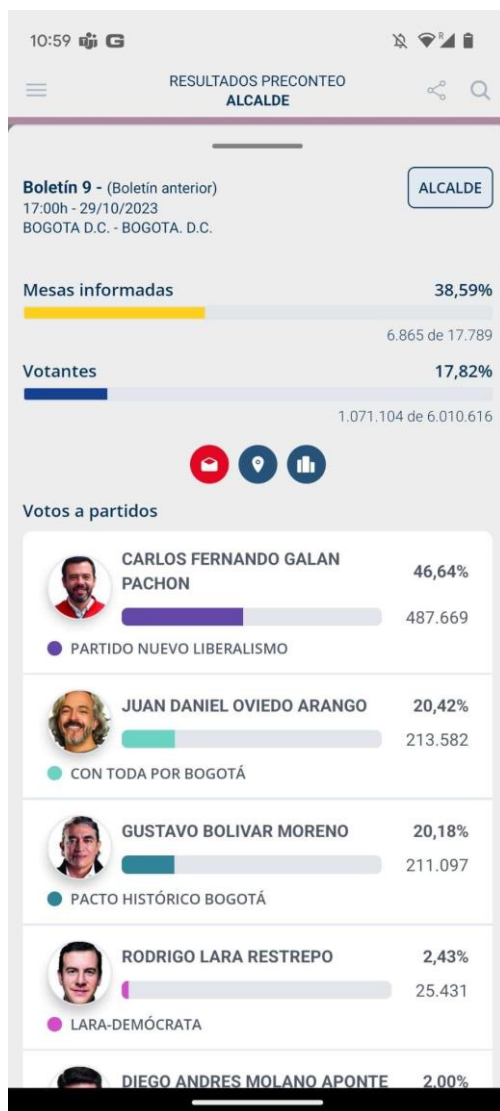 10:59
RESULTADOS PRECONTEO
ALCALDE
Boletín 9 - (Boletín anterior)
17:00h - 29/10/2023
BOGOTA D.C. - BOGOTA. D.C.
ALCALDE
Mesas informadas 38,59%
6.865 de 17.789
Votantes 17,82%
1.071.104 de 6.010.616
Votos a partidos
CARLOS FERNANDO GALAN
PACHON
46,64%
487.669
PARTIDO NUEVO LIBERALISMO
JUAN DANIEL OVIEDO ARANGO 20,42%
213.582
CON TODA POR BOGOTÁ
GUSTAVO BOLIVAR MORENO 20,18%
211.097
PACTO HISTÓRICO BOGOTÁ
RODRIGO LARA RESTREPO 2,43%
25.431
LARA-DEMÓCRATA
DIEGO ANDRES MOLANO APONTE 2,00%